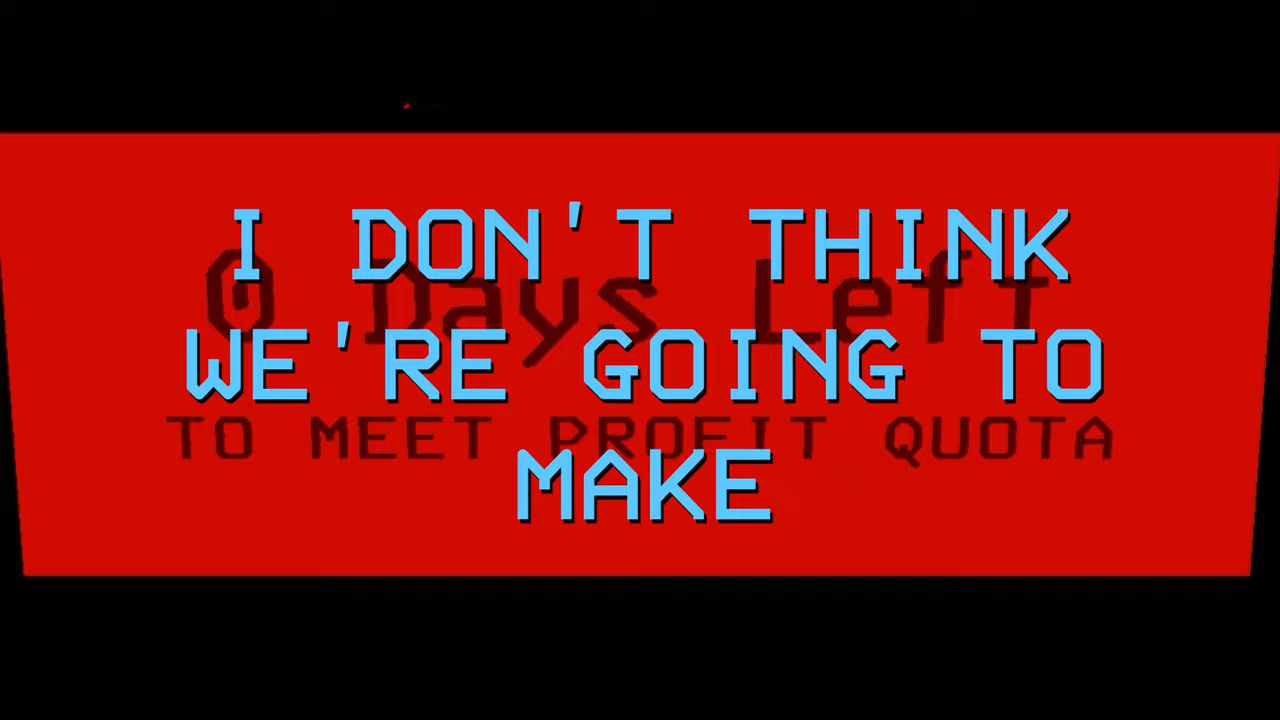 I DON'T THINK
0 Days Left
WE'RE GOING TO
TO MEET PROFIT QUOTA
MAKE